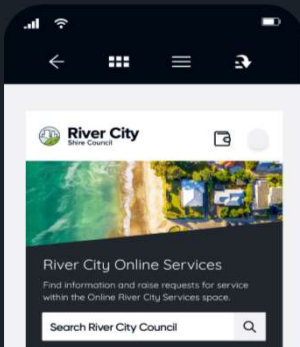 River City
Shire Council
River City Online Services
Find information and raise requests for service
within the Online River City Services space.
Search River City Council